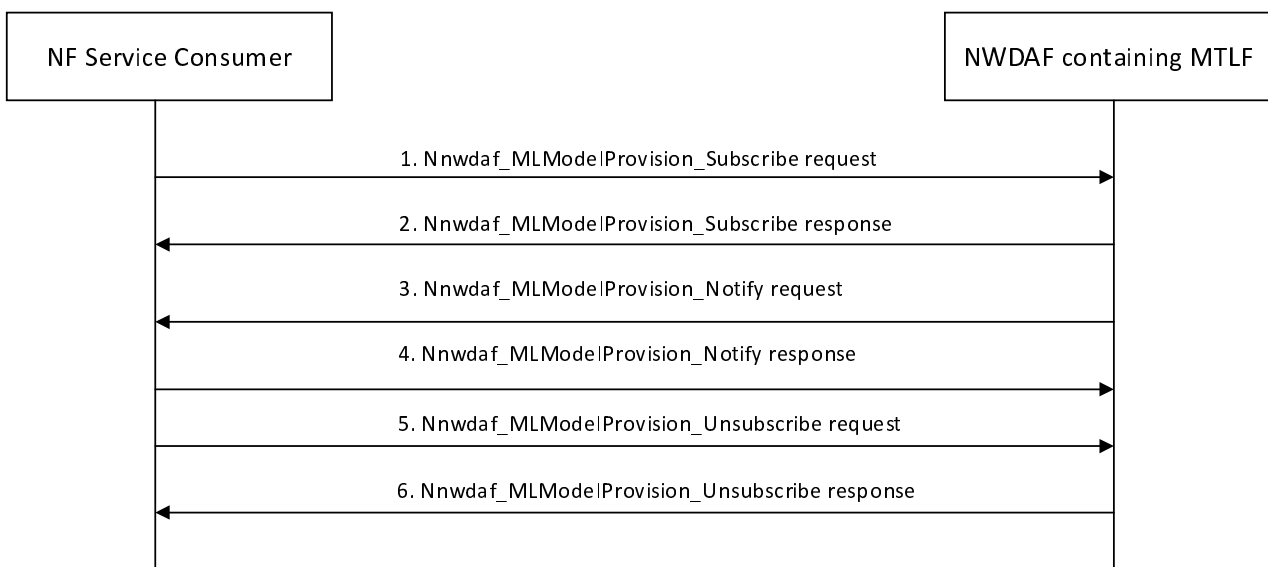 NF Service Consumer
NWDAF containing MTLF
1. Nnwdaf_MLModelProvision_Subscribe request
2. Nnwdaf_MLModelProvision_Subscribe response
3. Nnwdaf_MLModelProvision_Notify request
4. Nnwdaf_MLModelProvision_Notify response
5. Nnwdaf_MLModelProvision_Unsubscribe request
6. Nnwdaf_MLModelProvision_Unsubscribe response